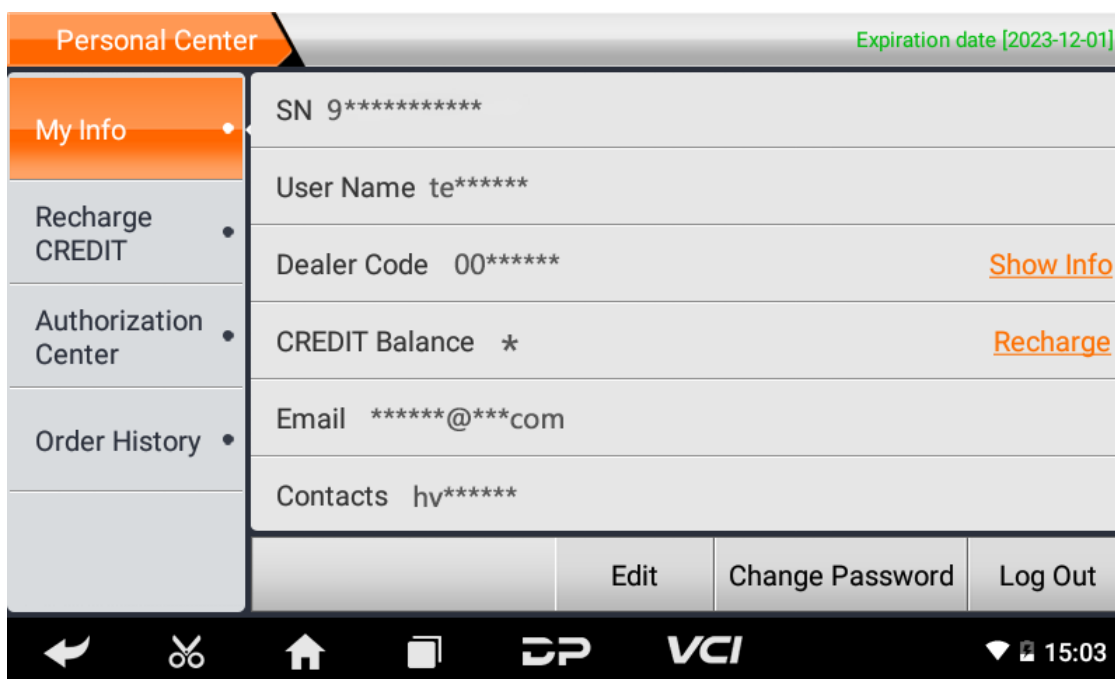 Personal Center
Expiration date [2023-12-01]
My Info
Recharge
CREDIT
Authorization
Center
Order History
SN 9***********
User Name te******
Dealer Code 00******
Show Info
CREDIT Balance *
Recharge
Email ******@***com
Contacts hv******
Edit
Change Password
Log Out
DP
VCI
15:03